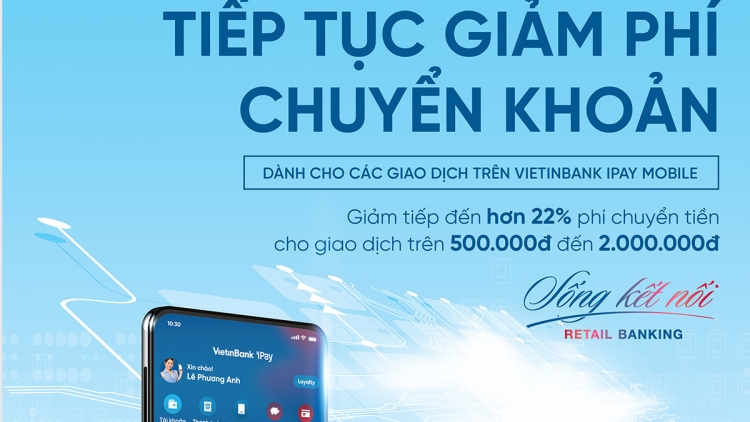 TIẾP TỤC GIẢM PHÍ
CHUYỂN KHOẢN
DÀNH CHO CÁC GIAO DỊCH TRÊN VIETINBANK IPAY MOBILE
Giảm tiếp đến hơn 22% phí chuyển tiền
cho giao dịch trên 500.000đ đến 2.000.000đ
Sống kết nối
RETAIL BANKING
10:30
VietinBank iPay
Xin chào!
Lê Phương Anh
Loyalty
Tài khoản